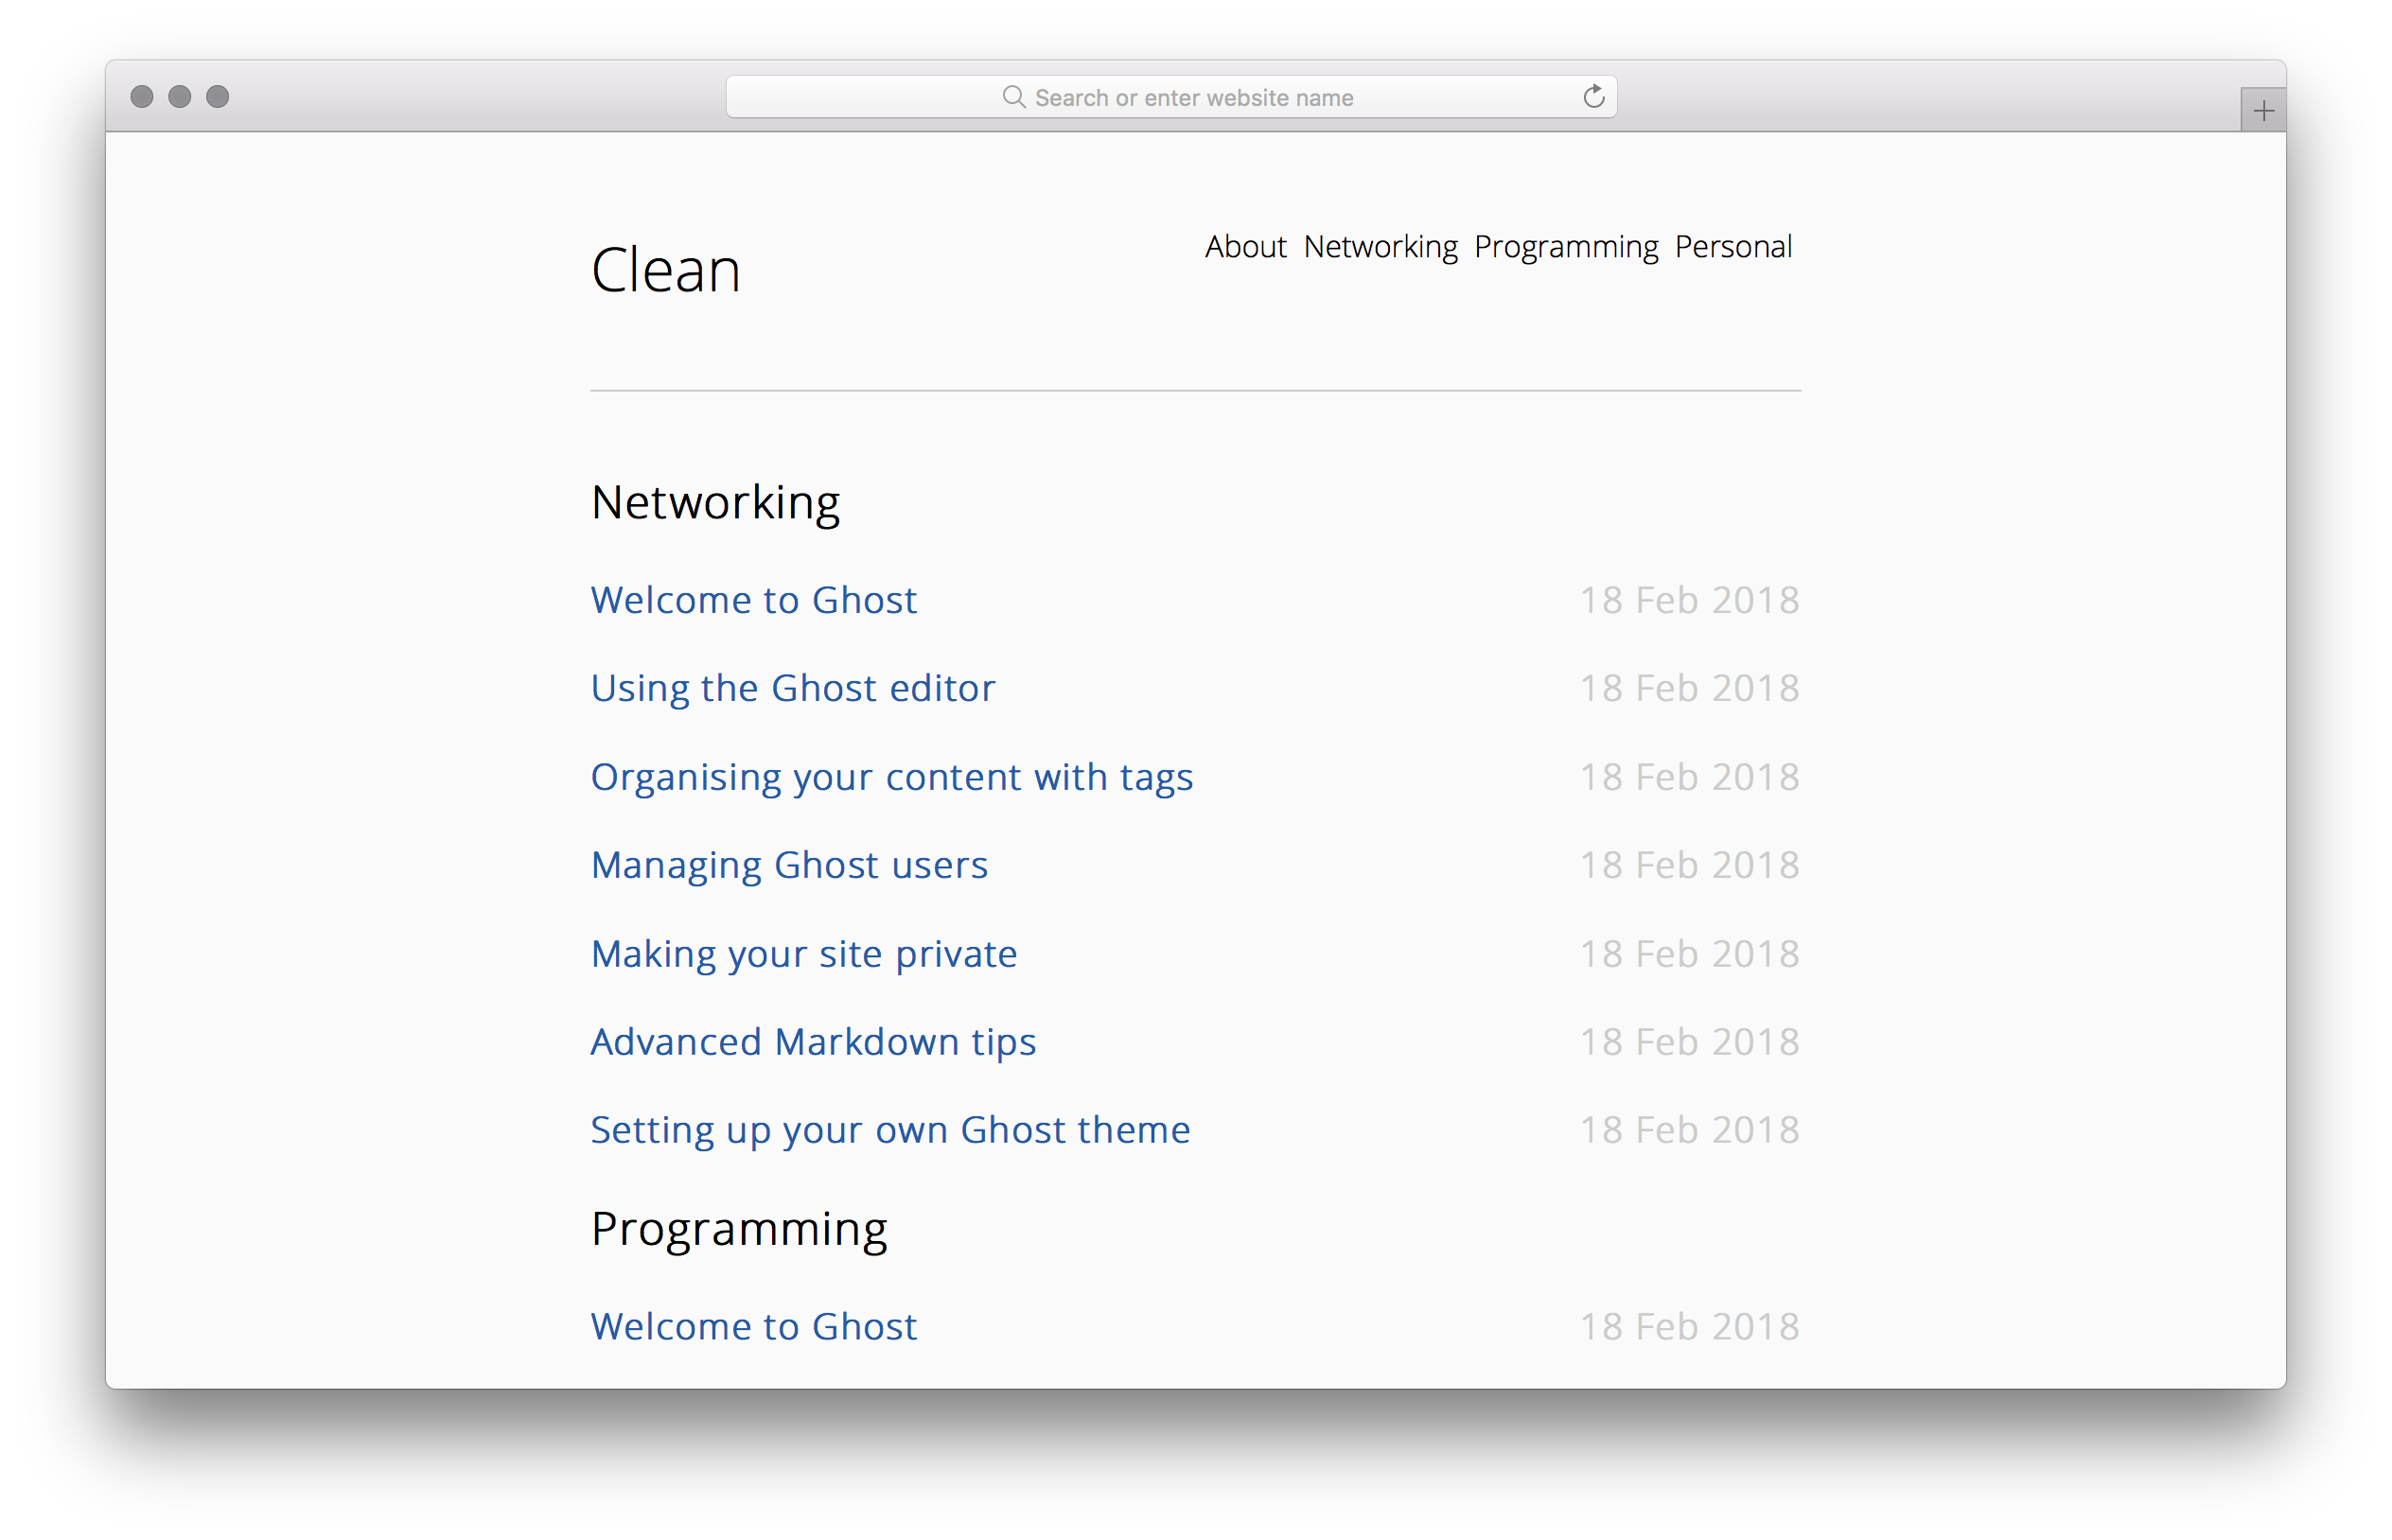 Search or enter website name
Clean
About Networking Programming Personal
Networking
Welcome to Ghost 18 Feb 2018
Using the Ghost editor 18 Feb 2018
Organising your content with tags 18 Feb 2018
Managing Ghost users 18 Feb 2018
Making your site private 18 Feb 2018
Advanced Markdown tips 18 Feb 2018
Setting up your own Ghost theme 18 Feb 2018
Programming
Welcome to Ghost 18 Feb 2018